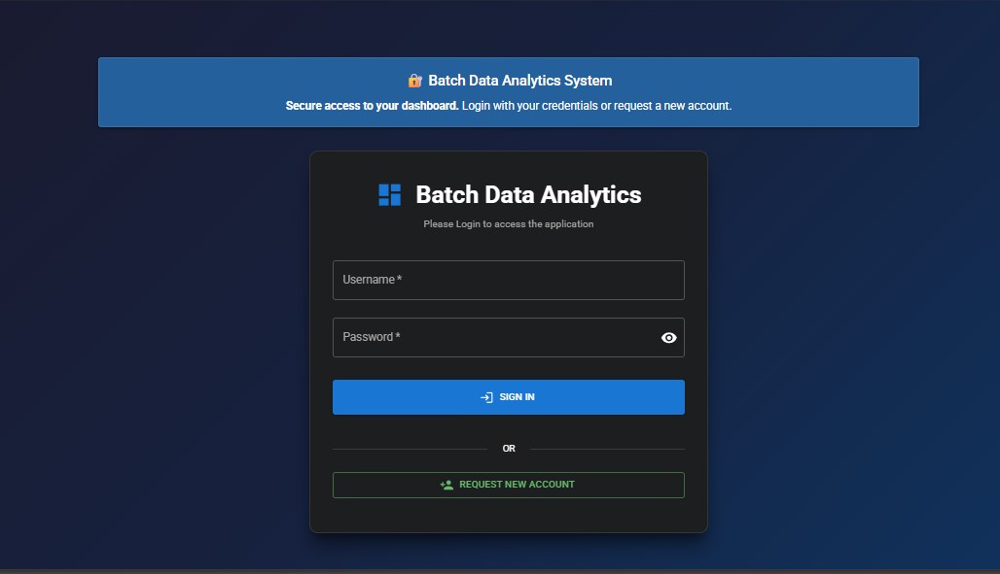 🔐 Batch Data Analytics System
Secure access to your dashboard. Login with your credentials or request a new account.
Batch Data Analytics
Please Login to access the application
Username *
Password *
SIGN IN
OR
REQUEST NEW ACCOUNT